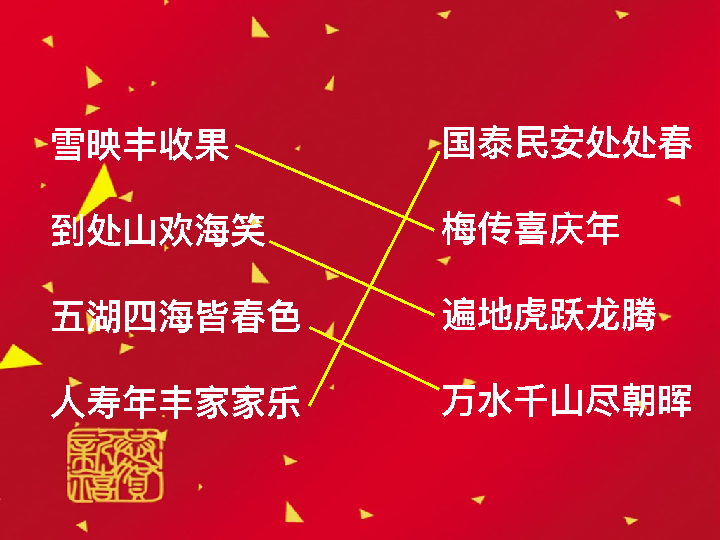 雪映丰收果
国泰民安处处春
到处山欢海笑
梅传喜庆年
五湖四海皆春色
遍地虎跃龙腾
人寿年丰家家乐
万水千山尽朝晖